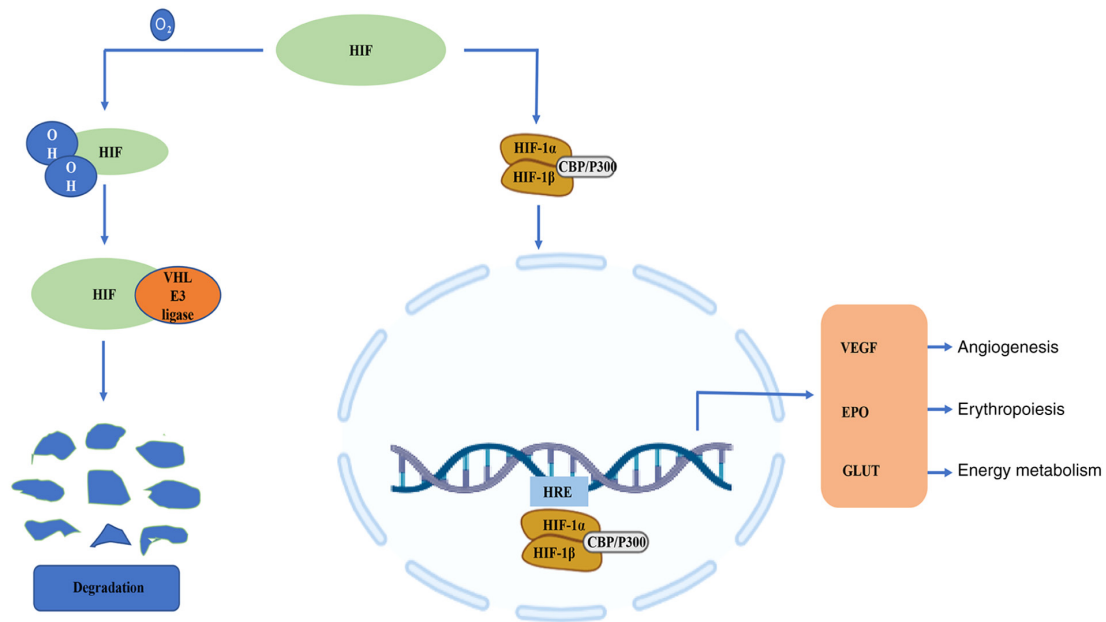 O₂
HIF
O
H
O
H
HIF
HIF-1α
HIF-1β
CBP/P300
HIF
VHL
E3
ligase
VEGF
Angiogenesis
EPO
Erythropoiesis
GLUT
Energy metabolism
HRE
HIF-1α
HIF-1β
CBP/P300
Degradation